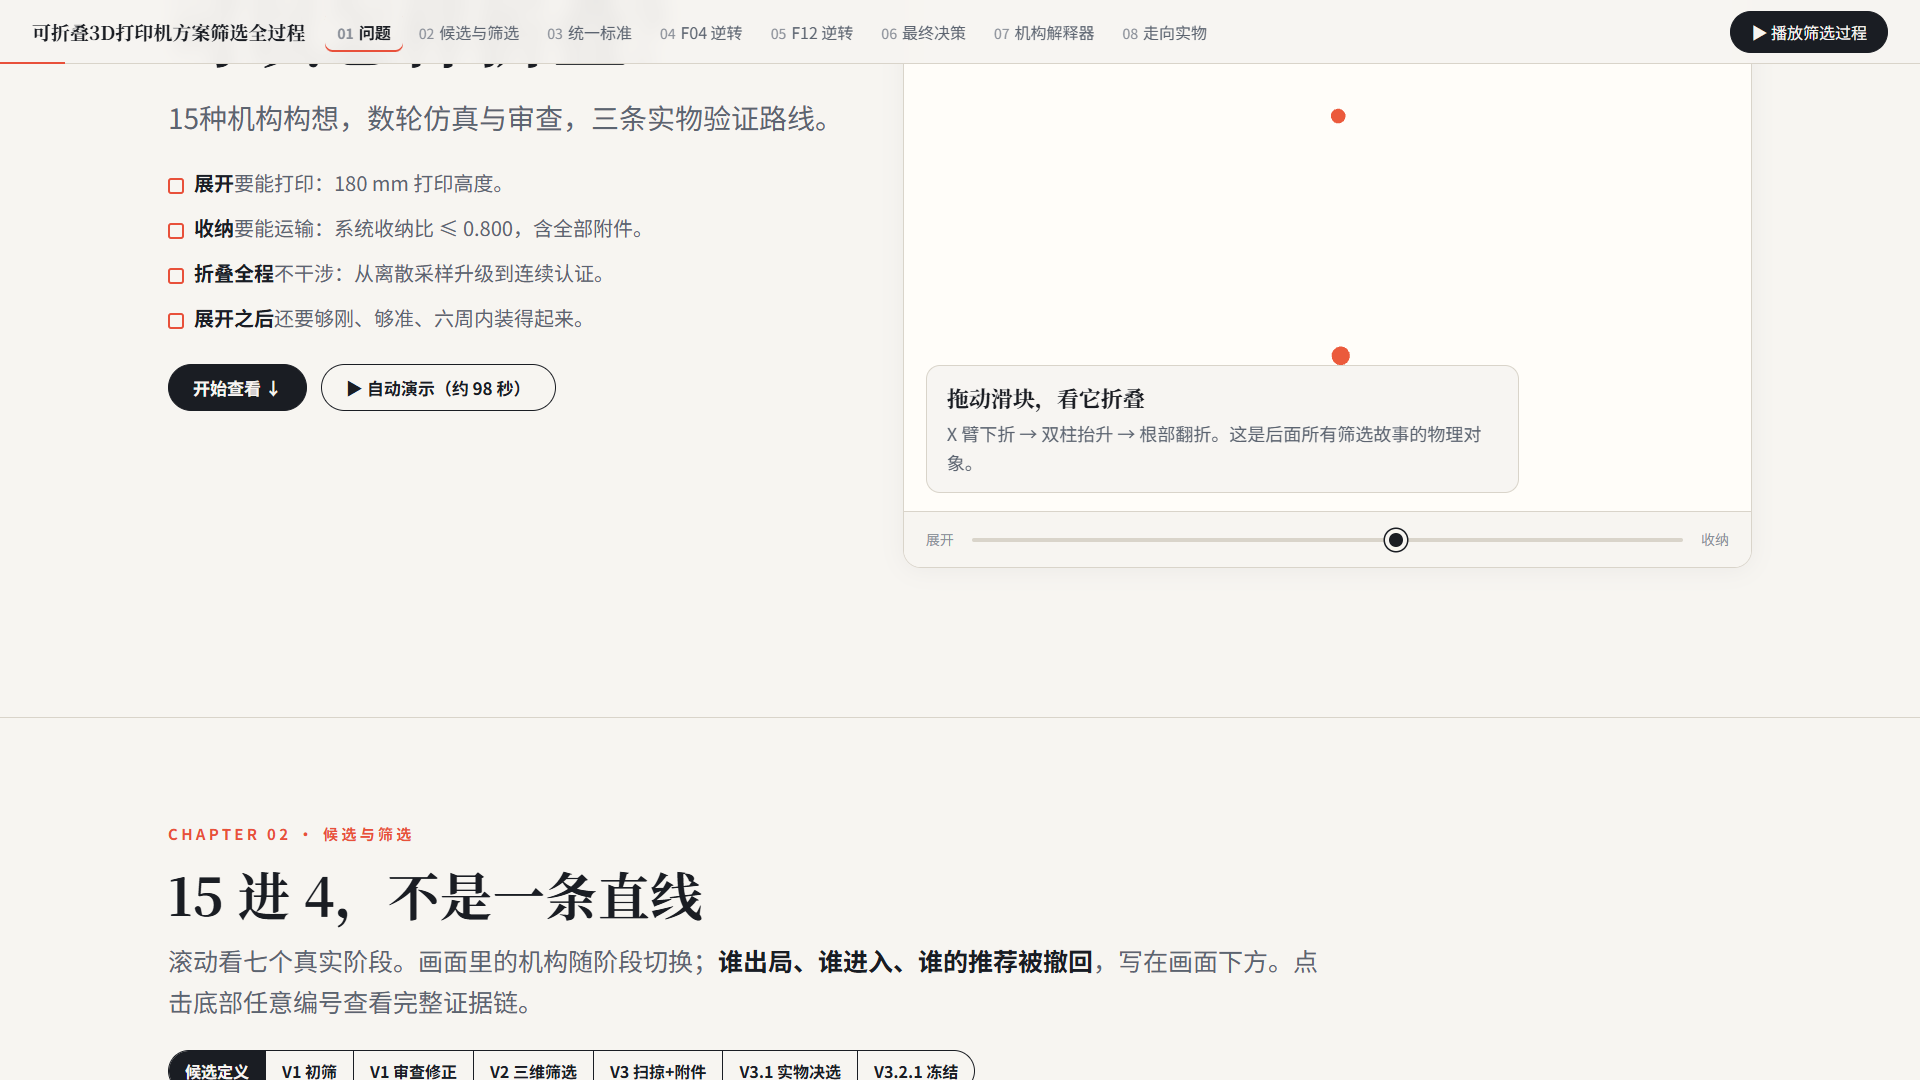 可折叠3D打印机方案筛选全过程
01 问题
02 候选与筛选
03 统一标准
04 F04 逆转
05 F12 逆转
06 最终决策
07 机构解释器
08 走向实物
▶ 播放筛选过程
15种机构构想，数轮仿真与审查，三条实物验证路线。
展开要能打印：180 mm 打印高度。
收纳要能运输：系统收纳比 ≤ 0.800，含全部附件。
折叠全程不干涉：从离散采样升级到连续认证。
展开之后还要够刚、够准、六周内装得起来。
开始查看 ↓
▶ 自动演示（约 98 秒）
拖动滑块，看它折叠
X 臂下折 → 双柱抬升 → 根部翻折。这是后面所有筛选故事的物理对
象。
展开
收纳
CHAPTER 02 · 候选与筛选
15 进 4，不是一条直线
滚动看七个真实阶段。画面里的机构随阶段切换；谁出局、谁进入、谁的推荐被撤回，写在画面下方。点
击底部任意编号查看完整证据链。
候选定义
V1 初筛
V1 审查修正
V2 三维筛选
V3 扫掠+附件
V3.1 实物决选
V3.2.1 冻结